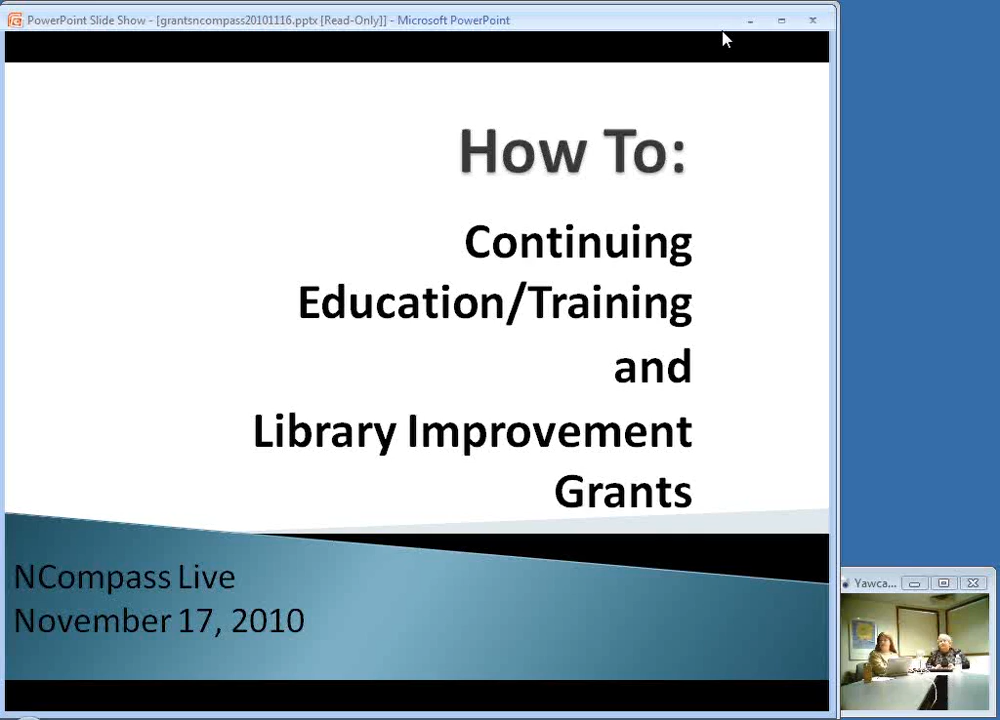 PowerPoint Slide Show - [grantsncompass20101116.pptx [Read-Only]] - Microsoft PowerPoint
How To:
Continuing
Education/Training
and
Library Improvement
Grants
NCompass Live
November 17, 2010
Yawca...